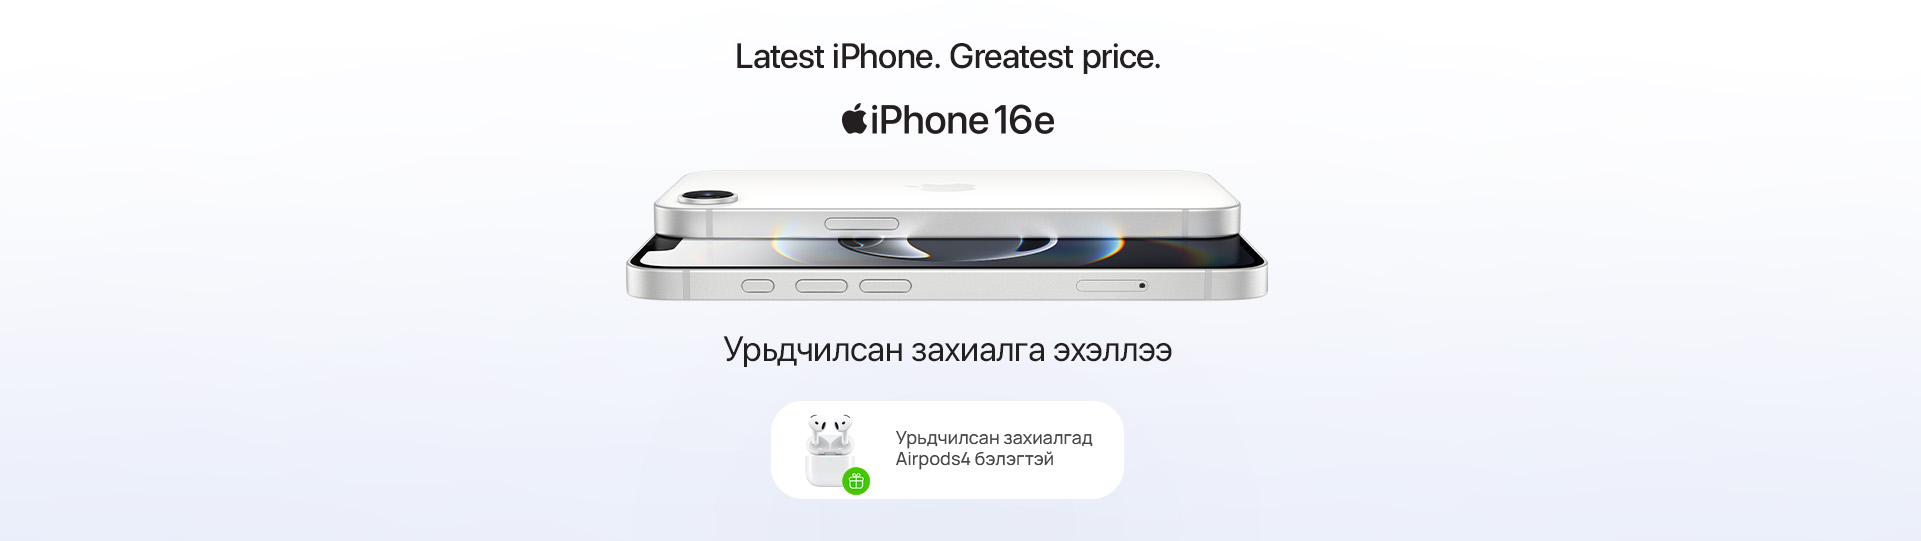 Latest iPhone. Greatest price.
iPhone 16e
Урьдчилсан захиалга эхэллээ
Урьдчилсан захиалгад
Airpods4 бэлэгтэй